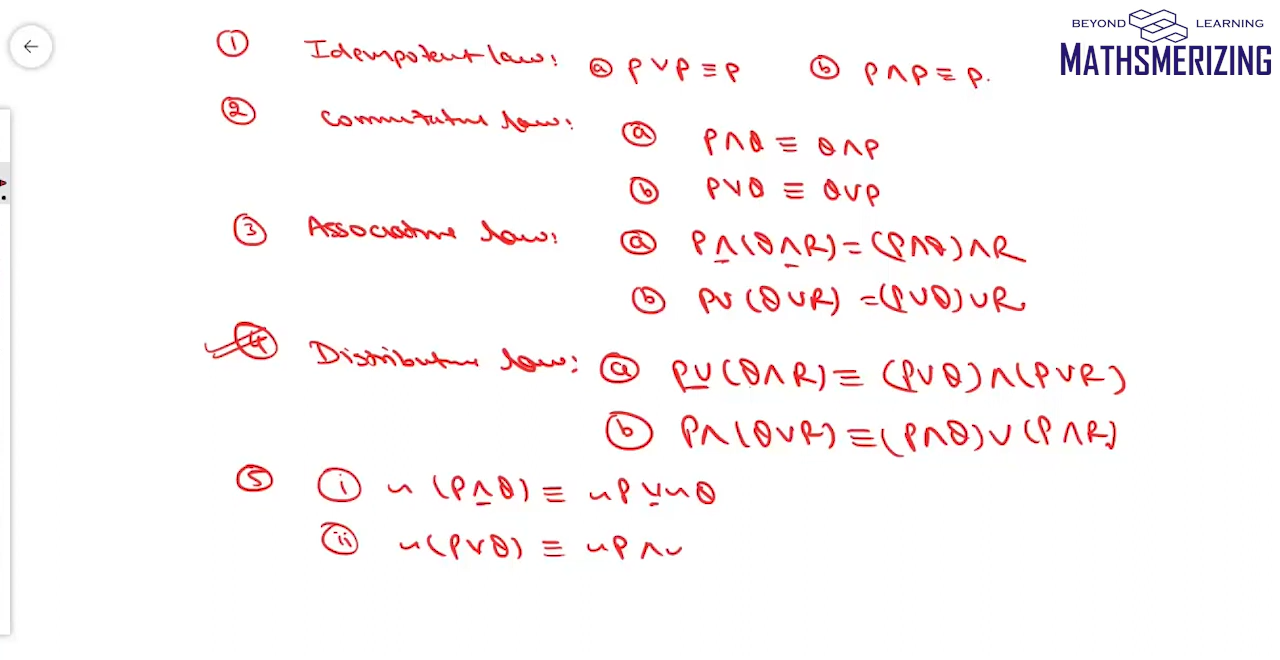 BEYOND LEARNING
MATHSMERIZING
① Idempotent law: ⓐ P∨P ≡ P ⓑ P∧P ≡ P.
② Commutative law: ⓐ P∧Q ≡ Q∧P
ⓑ P∨Q ≡ Q∨P
③ Associative law: ⓐ P∧(Q∧R) = (P∧Q)∧R
ⓑ P∨(Q∨R) = (P∨Q)∨R
④ Distributive law: ⓐ P∨(Q∧R) ≡ (P∨Q)∧(P∨R)
ⓑ P∧(Q∨R) ≡ (P∧Q)∨(P∧R)
⑤ ⓘ ~(P∧Q) ≡ ~P∨~Q
ⓘⓘ ~(P∨Q) ≡ ~P∧~